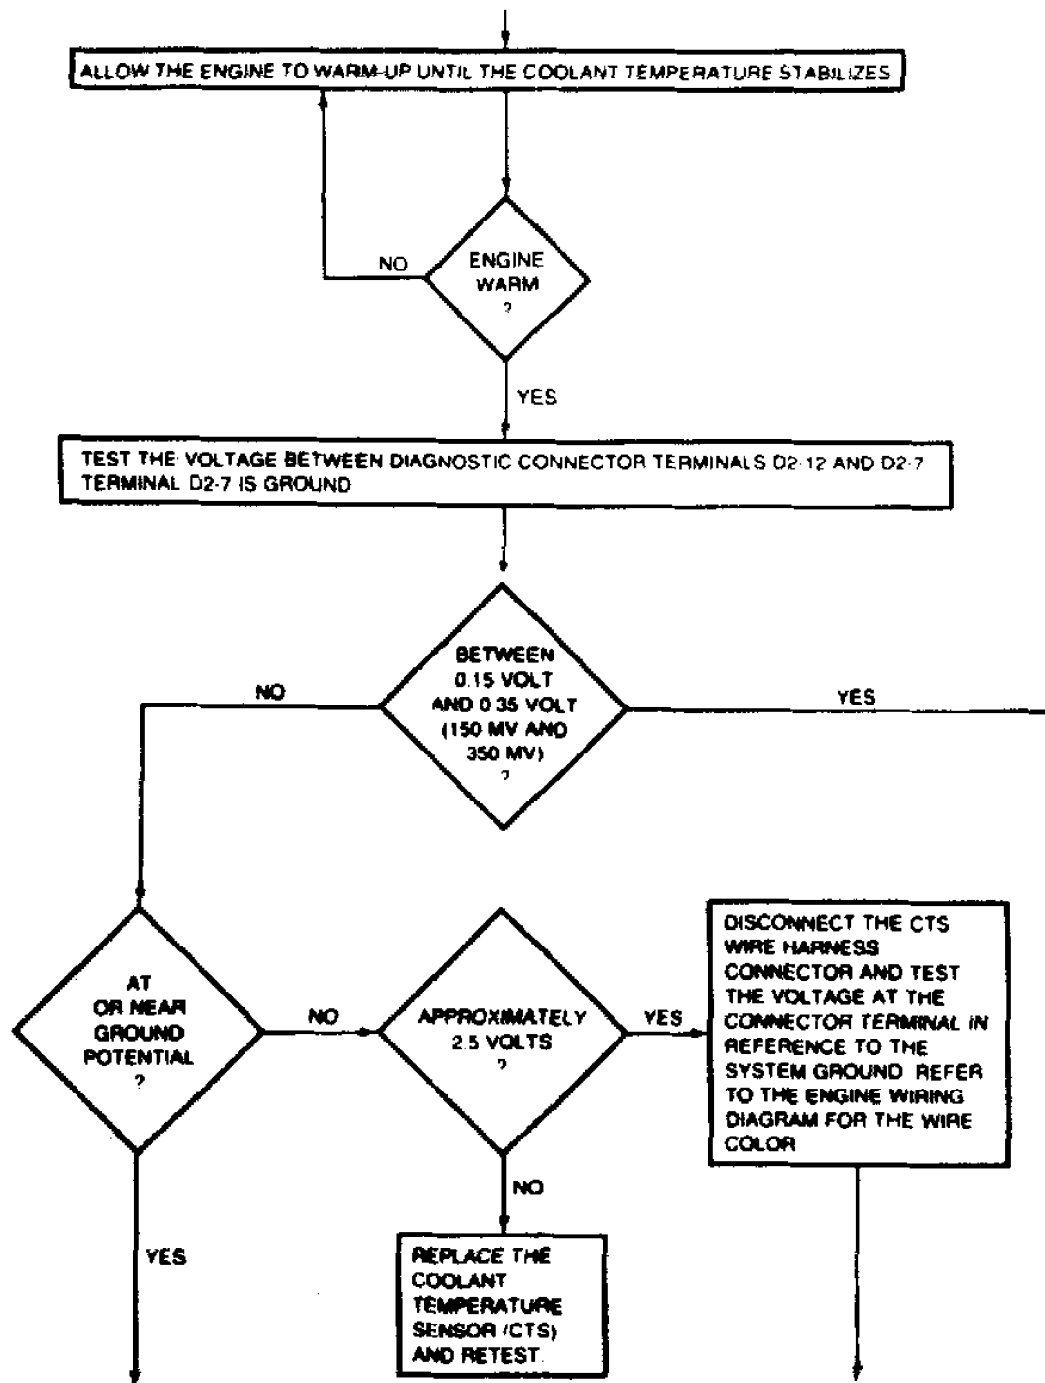 ALLOW THE ENGINE TO WARM-UP UNTIL THE COOLANT TEMPERATURE STABILIZES
NO
ENGINE
WARM
?
YES
TEST THE VOLTAGE BETWEEN DIAGNOSTIC CONNECTOR TERMINALS D2-12 AND D2-7
TERMINAL D2-7 IS GROUND
BETWEEN
0.15 VOLT
AND 0.35 VOLT
(150 MV AND
350 MV)
?
NO
YES
AT
OR NEAR
GROUND
POTENTIAL
?
NO
APPROXIMATELY
2.5 VOLTS
?
YES
DISCONNECT THE CTS
WIRE HARNESS
CONNECTOR AND TEST
THE VOLTAGE AT THE
CONNECTOR TERMINAL IN
REFERENCE TO THE
SYSTEM GROUND REFER
TO THE ENGINE WIRING
DIAGRAM FOR THE WIRE
COLOR
NO
YES
REPLACE THE
COOLANT
TEMPERATURE
SENSOR (CTS)
AND RETEST.